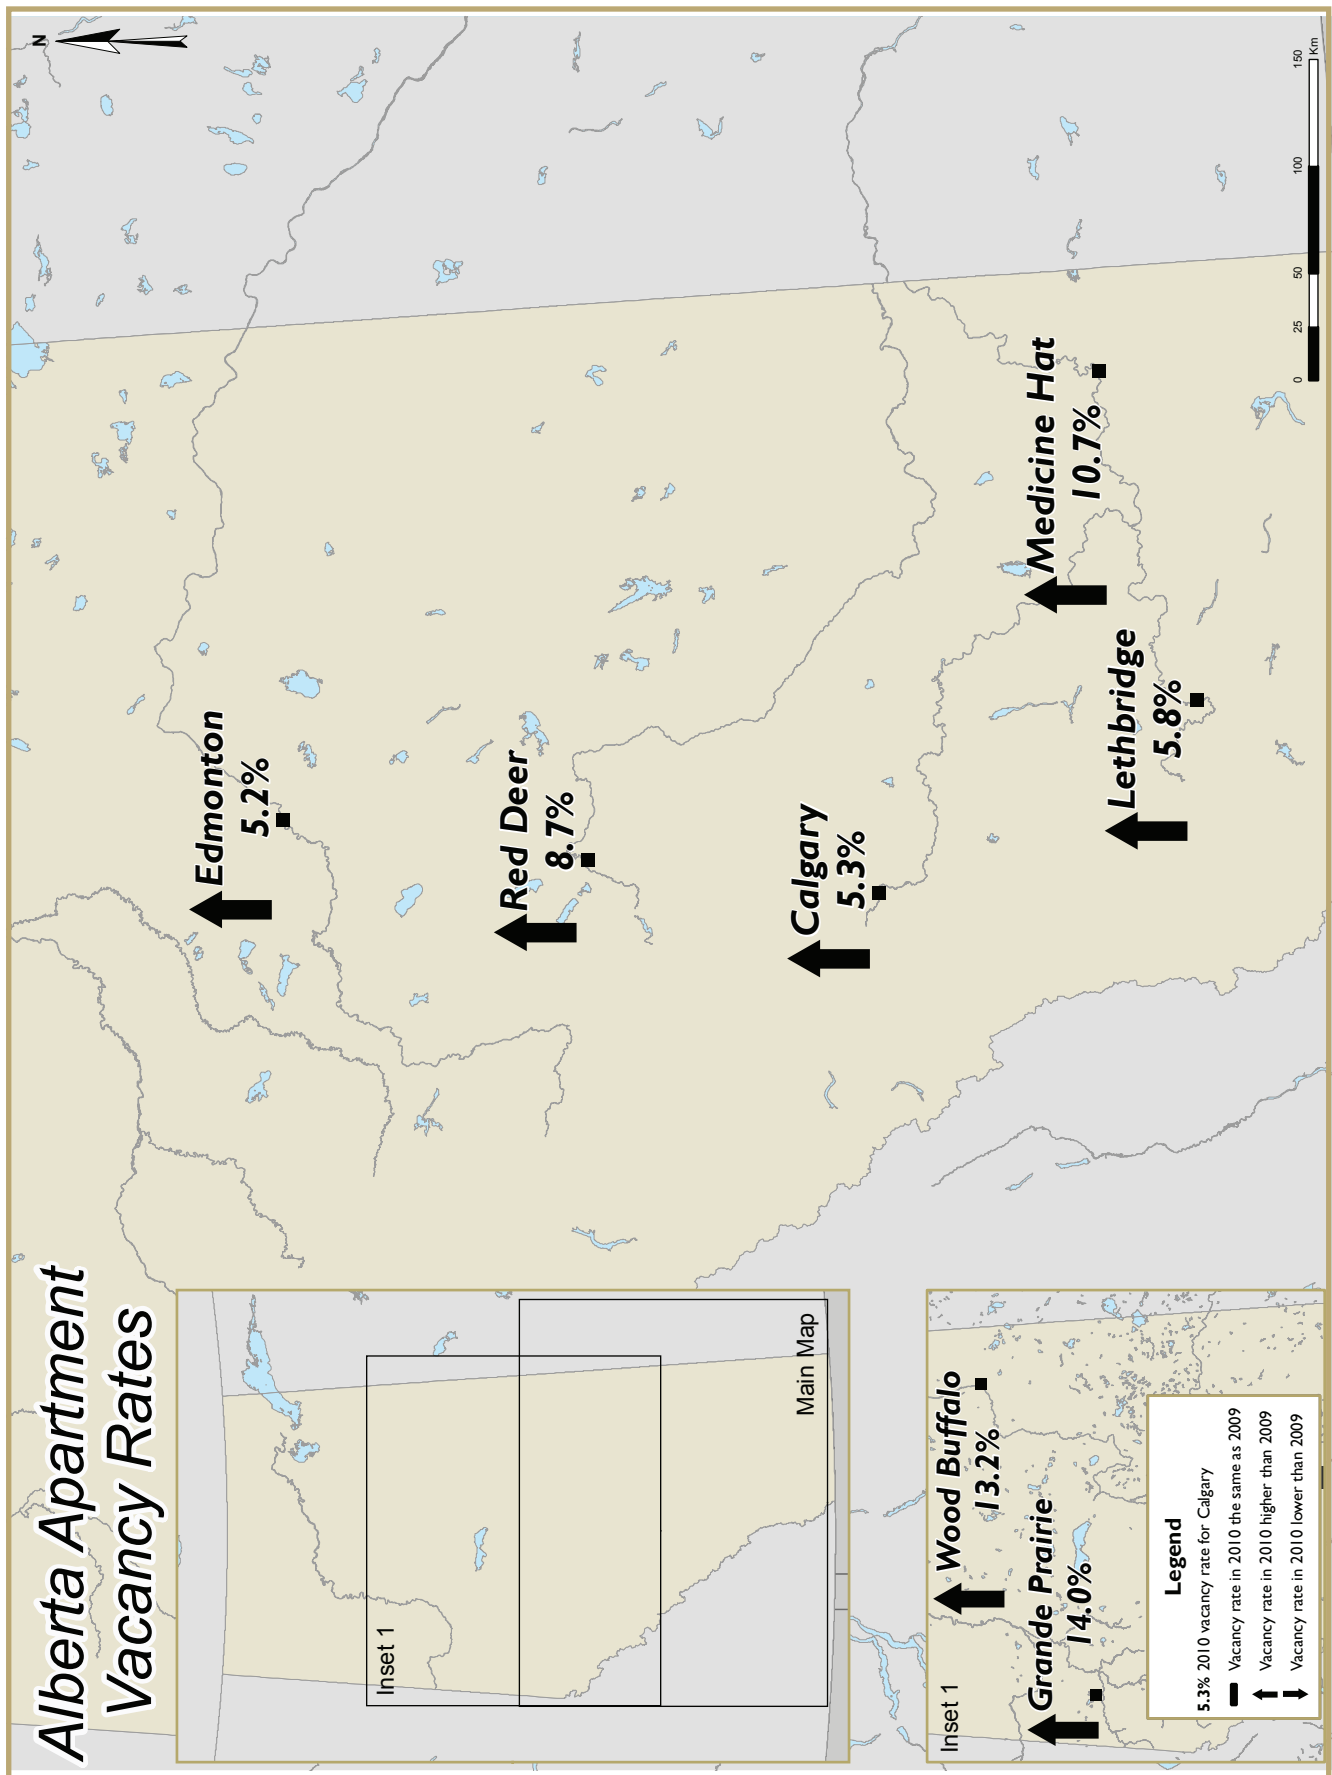 Alberta Apartment
Vacancy Rates
N
Edmonton
5.2%
Red Deer
8.7%
Calgary
5.3%
Medicine Hat
10.7%
Lethbridge
5.8%
Inset 1
Main Map
Inset 1
Wood Buffalo
13.2%
Grande Prairie
14.0%
Legend
5.3% 2010 vacancy rate for Calgary
Vacancy rate in 2010 the same as 2009
Vacancy rate in 2010 higher than 2009
Vacancy rate in 2010 lower than 2009
0 25 50 100 150
Km